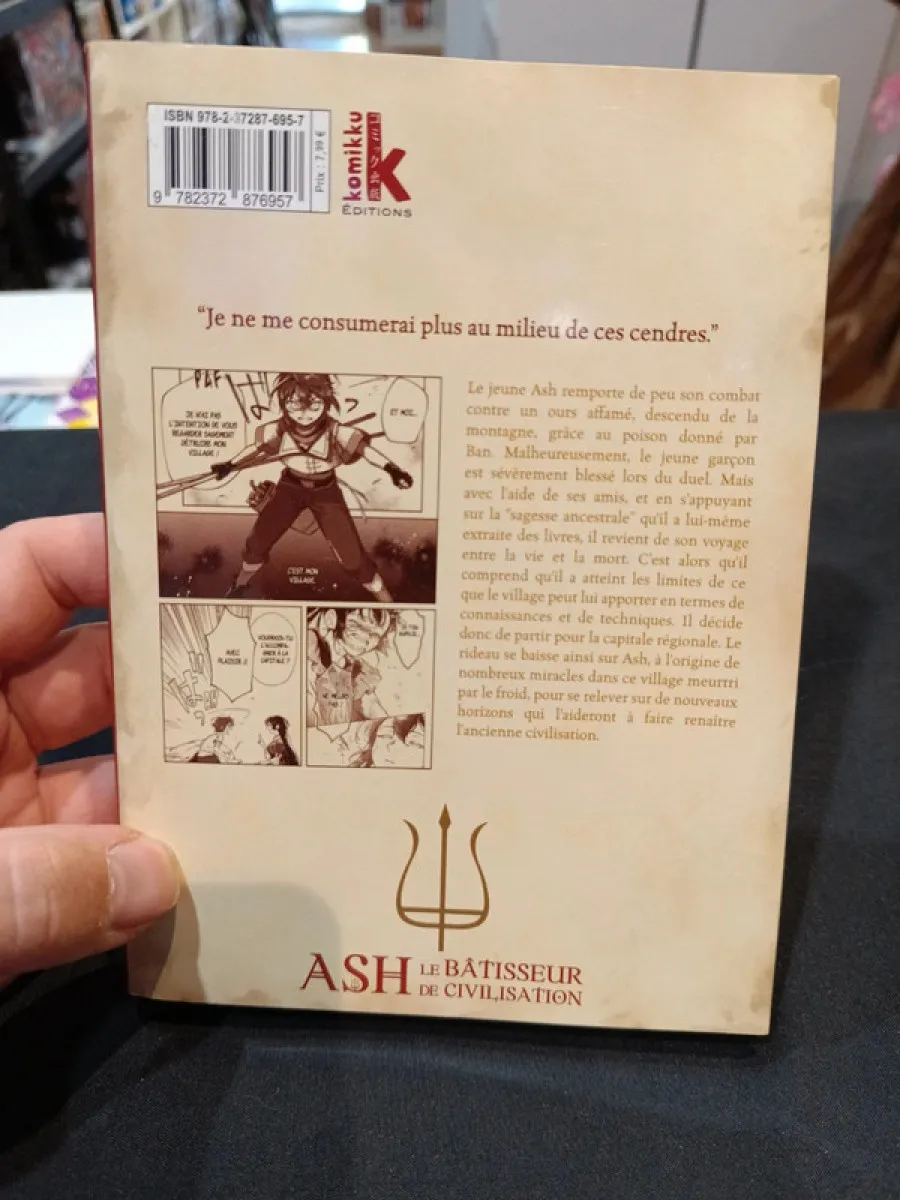 ISBN 978-2-37287-695-7
9 782372 876957
Prix : 7,99 €
komikku
K
ÉDITIONS
“Je ne me consumerai plus au milieu de ces cendres.”
PAF
JE N'AI PAS
L'INTENTION DE VOUS
REGARDER SAGEMENT
DÉTRUIRE MON
VILLAGE !
ET MOI...
C'EST MON
VILLAGE.
POURRAIS-TU
L'ACCOMPA-
GNER À LA
CAPITALE ?
AVEC
PLAISIR !!
NE MEURS
PAS !
Le jeune Ash remporte de peu son combat
contre un ours affamé, descendu de la
montagne, grâce au poison donné par
Ban. Malheureusement, le jeune garçon
est sévèrement blessé lors du duel. Mais
avec l'aide de ses amis, et en s'appuyant
sur la "sagesse ancestrale" qu'il a lui-même
extraite des livres, il revient de son voyage
entre la vie et la mort. C'est alors qu'il
comprend qu'il a atteint les limites de ce
que le village peut lui apporter en termes de
connaissances et de techniques. Il décide
donc de partir pour la capitale régionale. Le
rideau se baisse ainsi sur Ash, à l'origine de
nombreux miracles dans ce village meurtri
par le froid, pour se relever sur de nouveaux
horizons qui l'aideront à faire renaître
l'ancienne civilisation.
ASH LE BÂTISSEUR
DE CIVILISATION